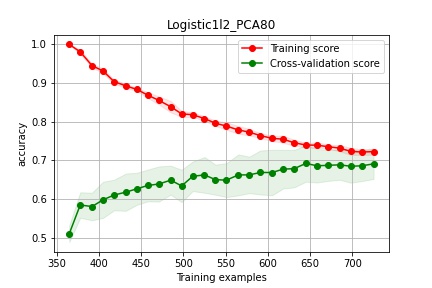 Logistic1l2_PCA80
Training score
Cross-validation score
accuracy
1.0
0.9
0.8
0.7
0.6
0.5
350 400 450 500 550 600 650 700
Training examples